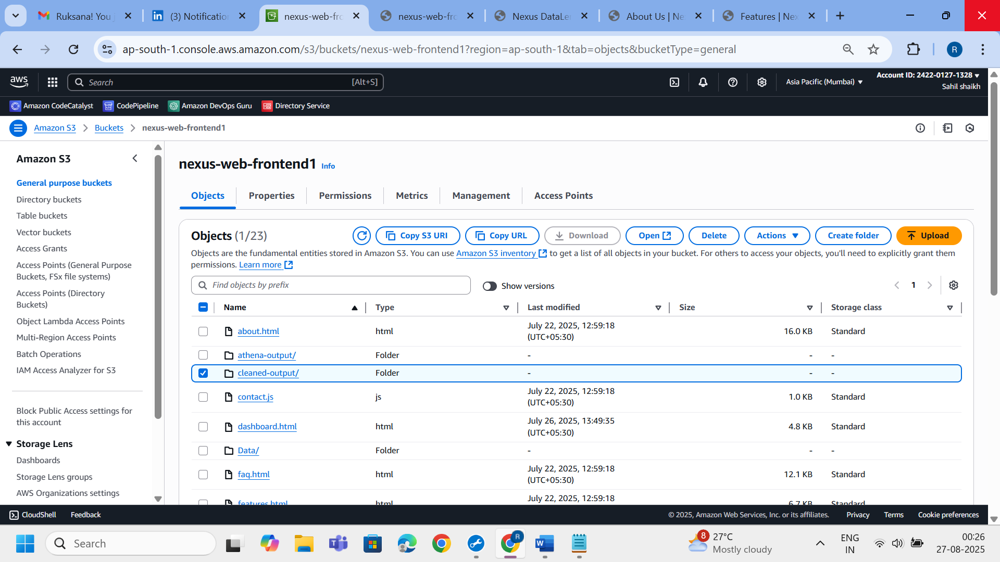 Ruksana! You j
(3) Notification
nexus-web-fro
nexus-web-fro
Nexus DataLe
About Us | Ne
Features | Nex
ap-south-1.console.aws.amazon.com/s3/buckets/nexus-web-frontend1?region=ap-south-1&tab=objects&bucketType=general
R
aws
Search
[Alt+S]
Asia Pacific (Mumbai)
Account ID: 2422-0127-1328
Sahil shaikh
Amazon CodeCatalyst
CodePipeline
Amazon DevOps Guru
Directory Service
Amazon S3
Buckets
nexus-web-frontend1
Amazon S3
General purpose buckets
Directory buckets
Table buckets
Vector buckets
Access Grants
Access Points (General Purpose
Buckets, FSx file systems)
Access Points (Directory
Buckets)
Object Lambda Access Points
Multi-Region Access Points
Batch Operations
IAM Access Analyzer for S3
Block Public Access settings for
this account
Storage Lens
Dashboards
Storage Lens groups
AWS Organizations settings
nexus-web-frontend1 Info
Objects
Properties
Permissions
Metrics
Management
Access Points
Objects (1/23)
Copy S3 URI
Copy URL
Download
Open
Delete
Actions
Create folder
Upload
Objects are the fundamental entities stored in Amazon S3. You can use Amazon S3 inventory to get a list of all objects in your bucket. For others to access your objects, you'll need to explicitly grant them
permissions. Learn more
Find objects by prefix
Show versions
1
Name Type Last modified Size Storage class
about.html html July 22, 2025, 12:59:18 (UTC+05:30) 16.0 KB Standard
athena-output/ Folder - - -
cleaned-output/ Folder - - -
contact.js js July 22, 2025, 12:59:18 (UTC+05:30) 1.0 KB Standard
dashboard.html html July 26, 2025, 13:49:35 (UTC+05:30) 4.8 KB Standard
Data/ Folder - - -
faq.html html July 22, 2025, 12:59:18 (UTC+05:30) 12.1 KB Standard
features.html html July 22, 2025, 12:59:18 6.7 KB Standard
CloudShell
Feedback
© 2025, Amazon Web Services, Inc. or its affiliates.
Privacy
Terms
Cookie preferences
Search
R
8
27°C
Mostly cloudy
ENG
IN
00:26
27-08-2025